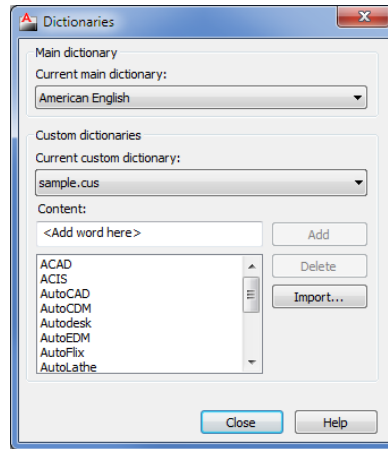 Dictionaries
Main dictionary
Current main dictionary:
American English
Custom dictionaries
Current custom dictionary:
sample.cus
Content:
<Add word here>
Add
ACAD
ACIS
AutoCAD
AutoCDM
Autodesk
AutoEDM
AutoFlix
AutoLathe
Delete
Import...
Close Help